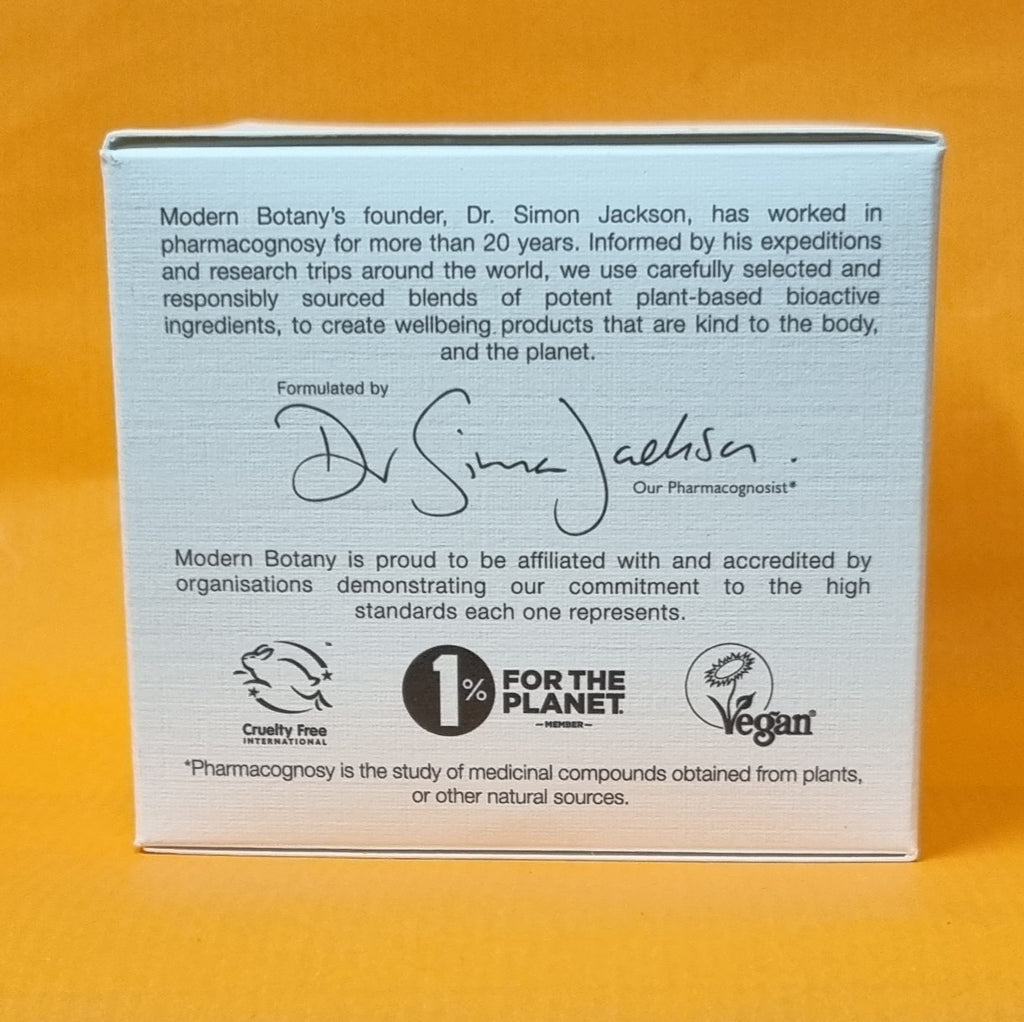 Modern Botany's founder, Dr. Simon Jackson, has worked in
pharmacognosy for more than 20 years. Informed by his expeditions
and research trips around the world, we use carefully selected and
responsibly sourced blends of potent plant-based bioactive
ingredients, to create wellbeing products that are kind to the body,
and the planet.
Formulated by
Dr Simon Jackson.
Our Pharmacognosist*
Modern Botany is proud to be affiliated with and accredited by
organisations demonstrating our commitment to the high
standards each one represents.
Cruelty Free
INTERNATIONAL
1% FOR THE
PLANET.
MEMBER
Vegan®
*Pharmacognosy is the study of medicinal compounds obtained from plants,
or other natural sources.